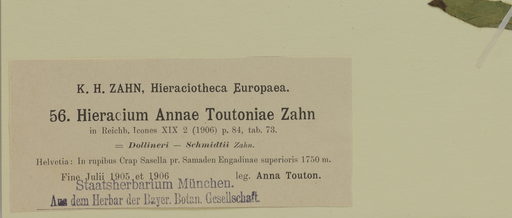 K. H. ZAHN, Hieraciotheca Europaea.
56. Hieracium Annae Toutoniae Zahn
in Reichb. Icones XIX 2 (1906) p. 84, tab. 73.
= Dollineri — Schmidtii Zahn.
Helvetia: In rupibus Crap Sasella pr. Samaden Engadinae superioris 1750 m.
Fine Julii 1905 et 1906 leg. Anna Touton.
Staatsherbarium München.
Aus dem Herbar der Bayer. Botan. Gesellschaft.